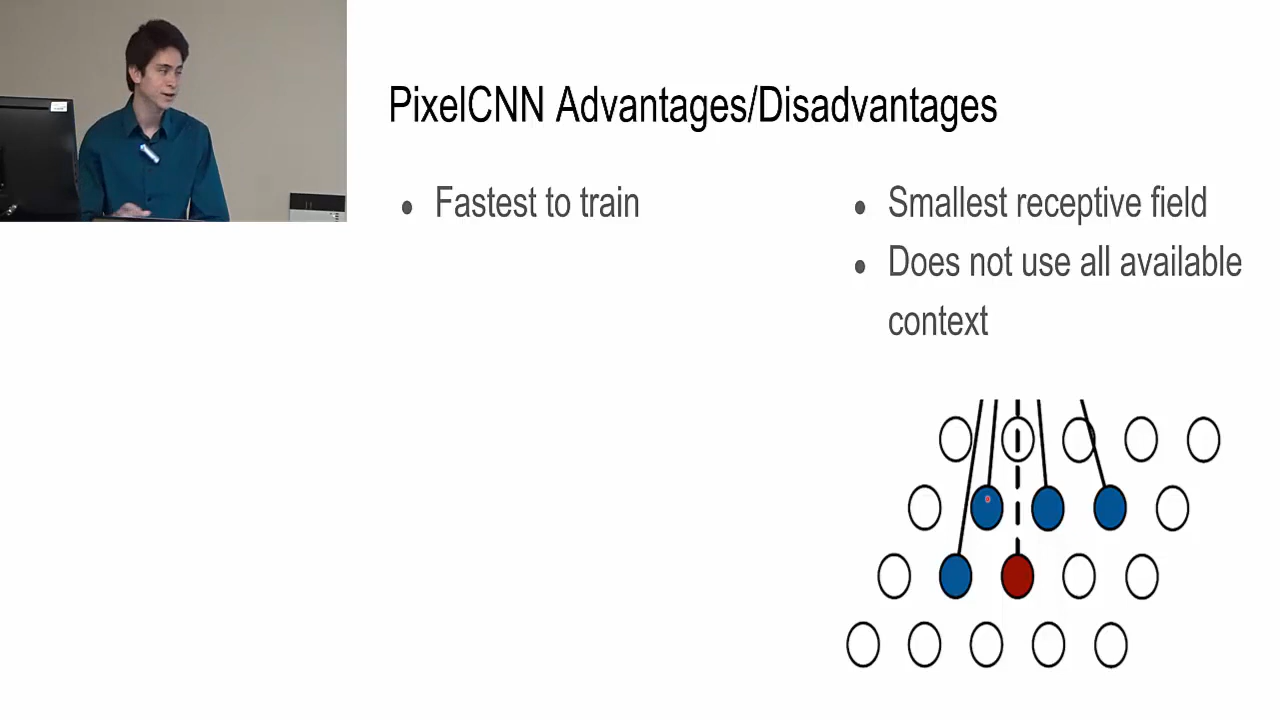 PixelCNN Advantages/Disadvantages
• Fastest to train
• Smallest receptive field
• Does not use all available
context